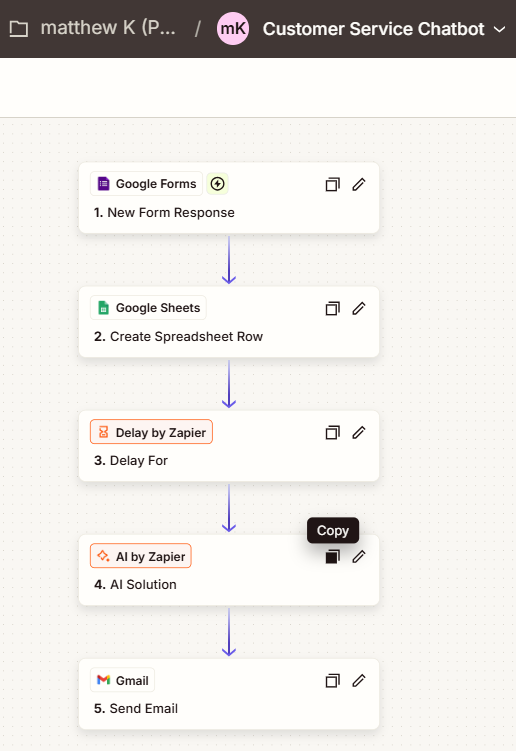 matthew K (P... / mK Customer Service Chatbot
Google Forms
1. New Form Response
Google Sheets
2. Create Spreadsheet Row
Delay by Zapier
3. Delay For
Copy
AI by Zapier
4. AI Solution
Gmail
5. Send Email